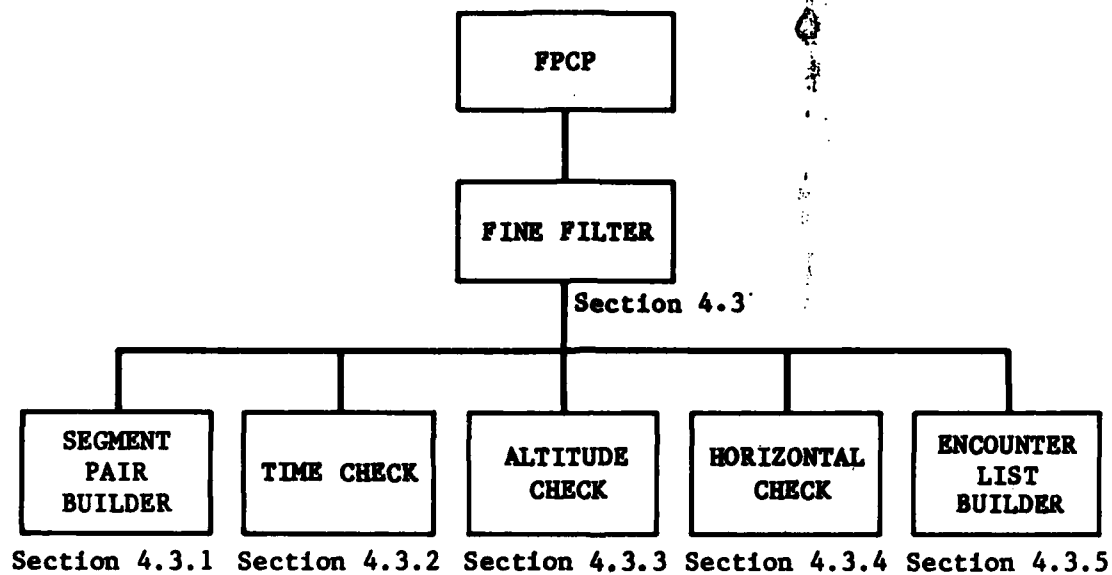 FPCP
FINE FILTER
Section 4.3
SEGMENT
PAIR
BUILDER
TIME CHECK
ALTITUDE
CHECK
HORIZONTAL
CHECK
ENCOUNTER
LIST
BUILDER
Section 4.3.1 Section 4.3.2 Section 4.3.3 Section 4.3.4 Section 4.3.5